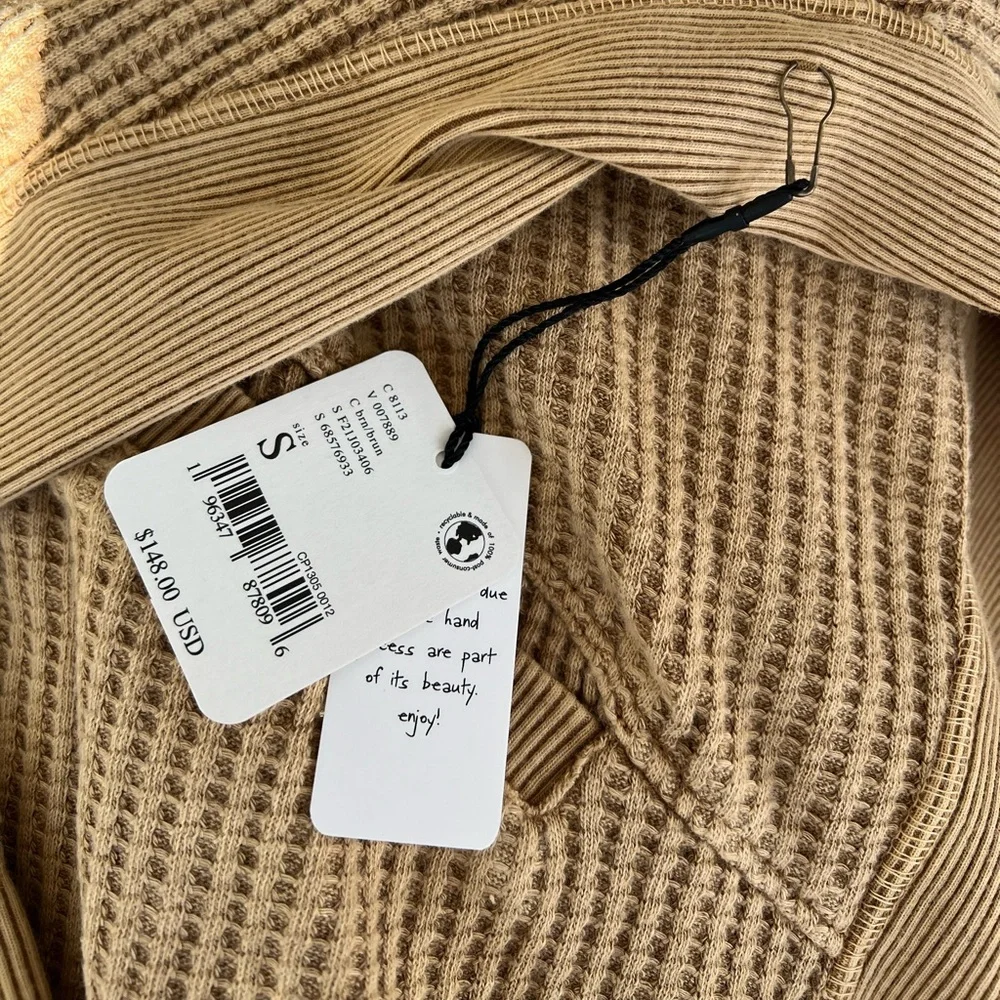 C 8113
V 007889
C brn/brun
S F21J03406
S 68576933
size
S
CP1305 0012
1 96347 87809 6
$148.00 USD
recyclable & made of 100% post-consumer waste
due
hand
are part
of its beauty.
enjoy!